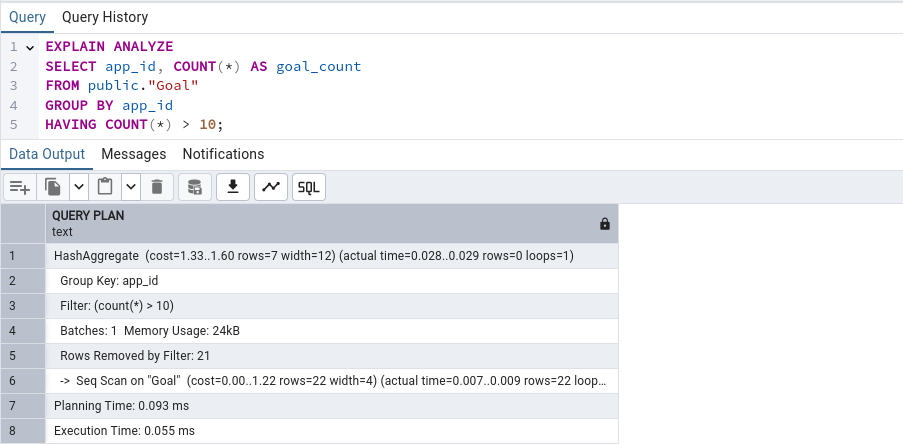 Query Query History
1 EXPLAIN ANALYZE
2 SELECT app_id, COUNT(*) AS goal_count
3 FROM public."Goal"
4 GROUP BY app_id
5 HAVING COUNT(*) > 10;
Data Output Messages Notifications
SQL
QUERY PLAN
text
1 HashAggregate (cost=1.33..1.60 rows=7 width=12) (actual time=0.028..0.029 rows=0 loops=1)
2 Group Key: app_id
3 Filter: (count(*) > 10)
4 Batches: 1 Memory Usage: 24kB
5 Rows Removed by Filter: 21
6 -> Seq Scan on "Goal" (cost=0.00..1.22 rows=22 width=4) (actual time=0.007..0.009 rows=22 loop...
7 Planning Time: 0.093 ms
8 Execution Time: 0.055 ms